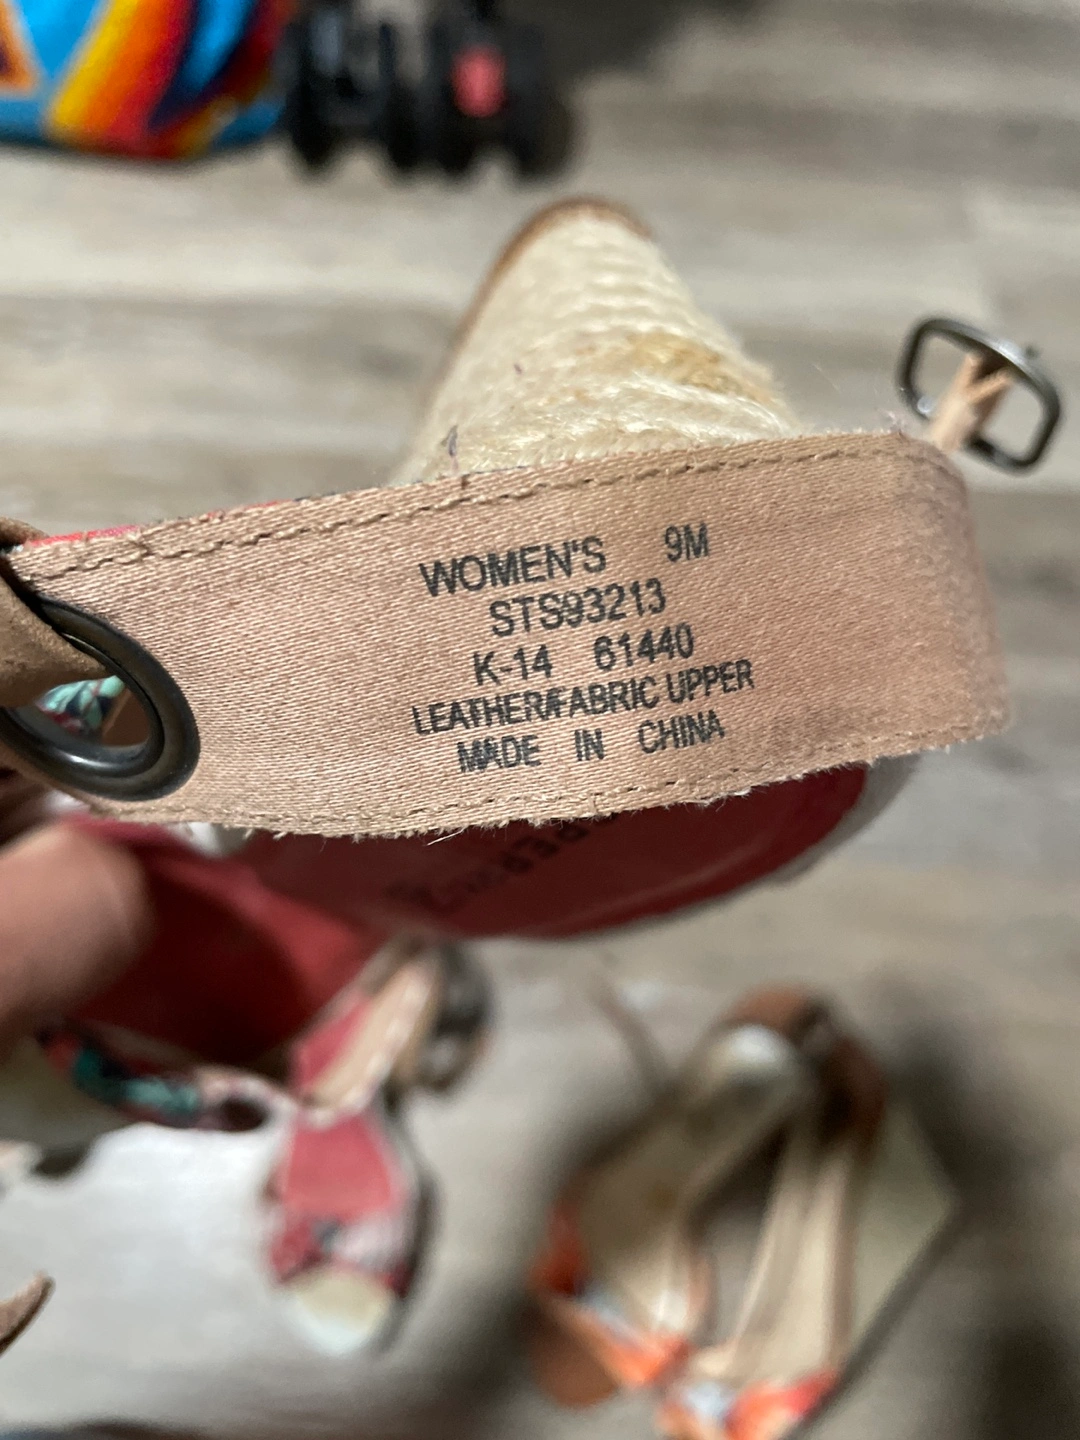 WOMEN'S 9M
STS93213
K-14 61440
LEATHER/FABRIC UPPER
MADE IN CHINA